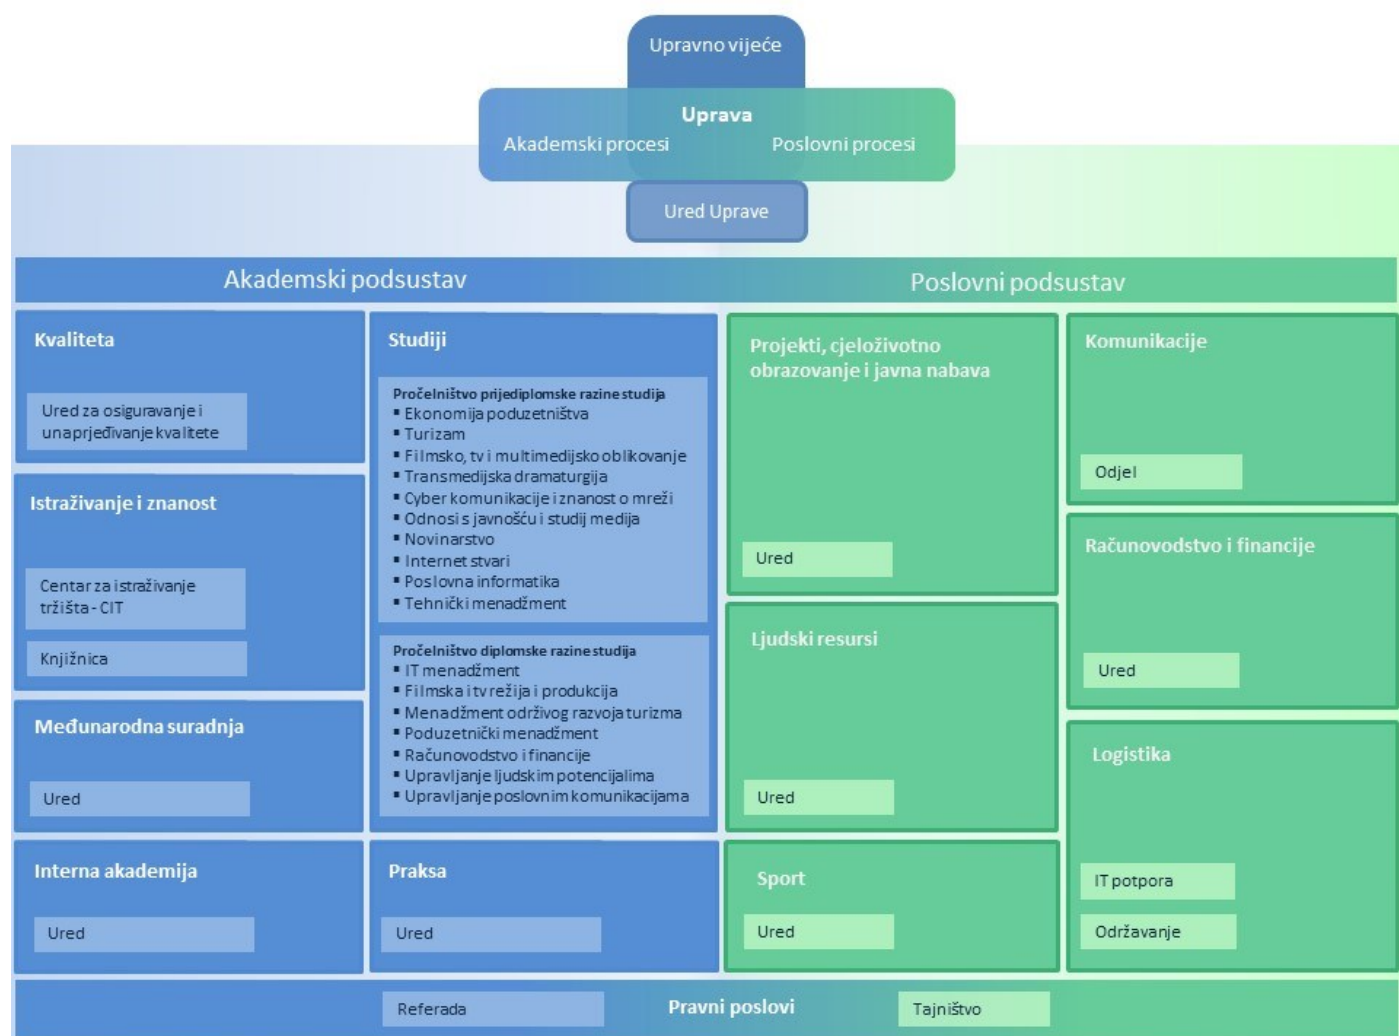 Upravno vijeće
Uprava
Akademski procesi
Poslovni procesi
Ured Uprave
Akademski podsustav
Poslovni podsustav
Kvaliteta
Ured za osiguravanje i
unaprjeđivanje kvalitete
Istraživanje i znanost
Centar za istraživanje
tržišta - CIT
Knjižnica
Međunarodna suradnja
Ured
Interna akademija
Ured
Studiji
Pročelništvo prijediplomske razine studija
▪ Ekonomija poduzetništva
▪ Turizam
▪ Filmsko, tv i multimedijsko oblikovanje
▪ Transmedijska dramaturgija
▪ Cyber komunikacije i znanost o mreži
▪ Odnosi s javnošću i studij medija
▪ Novinarstvo
▪ Internet stvari
▪ Poslovna informatika
▪ Tehnički menadžment
Pročelništvo diplomske razine studija
▪ IT menadžment
▪ Filmska i tv režija i produkcija
▪ Menadžment održivog razvoja turizma
▪ Poduzetnički menadžment
▪ Računovodstvo i financije
▪ Upravljanje ljudskim potencijalima
▪ Upravljanje poslovnim komunikacijama
Praksa
Ured
Projekti, cjeloživotno
obrazovanje i javna nabava
Ured
Ljudski resursi
Ured
Sport
Ured
Komunikacije
Odjel
Računovodstvo i financije
Ured
Logistika
IT potpora
Održavanje
Referada
Pravni poslovi
Tajništvo